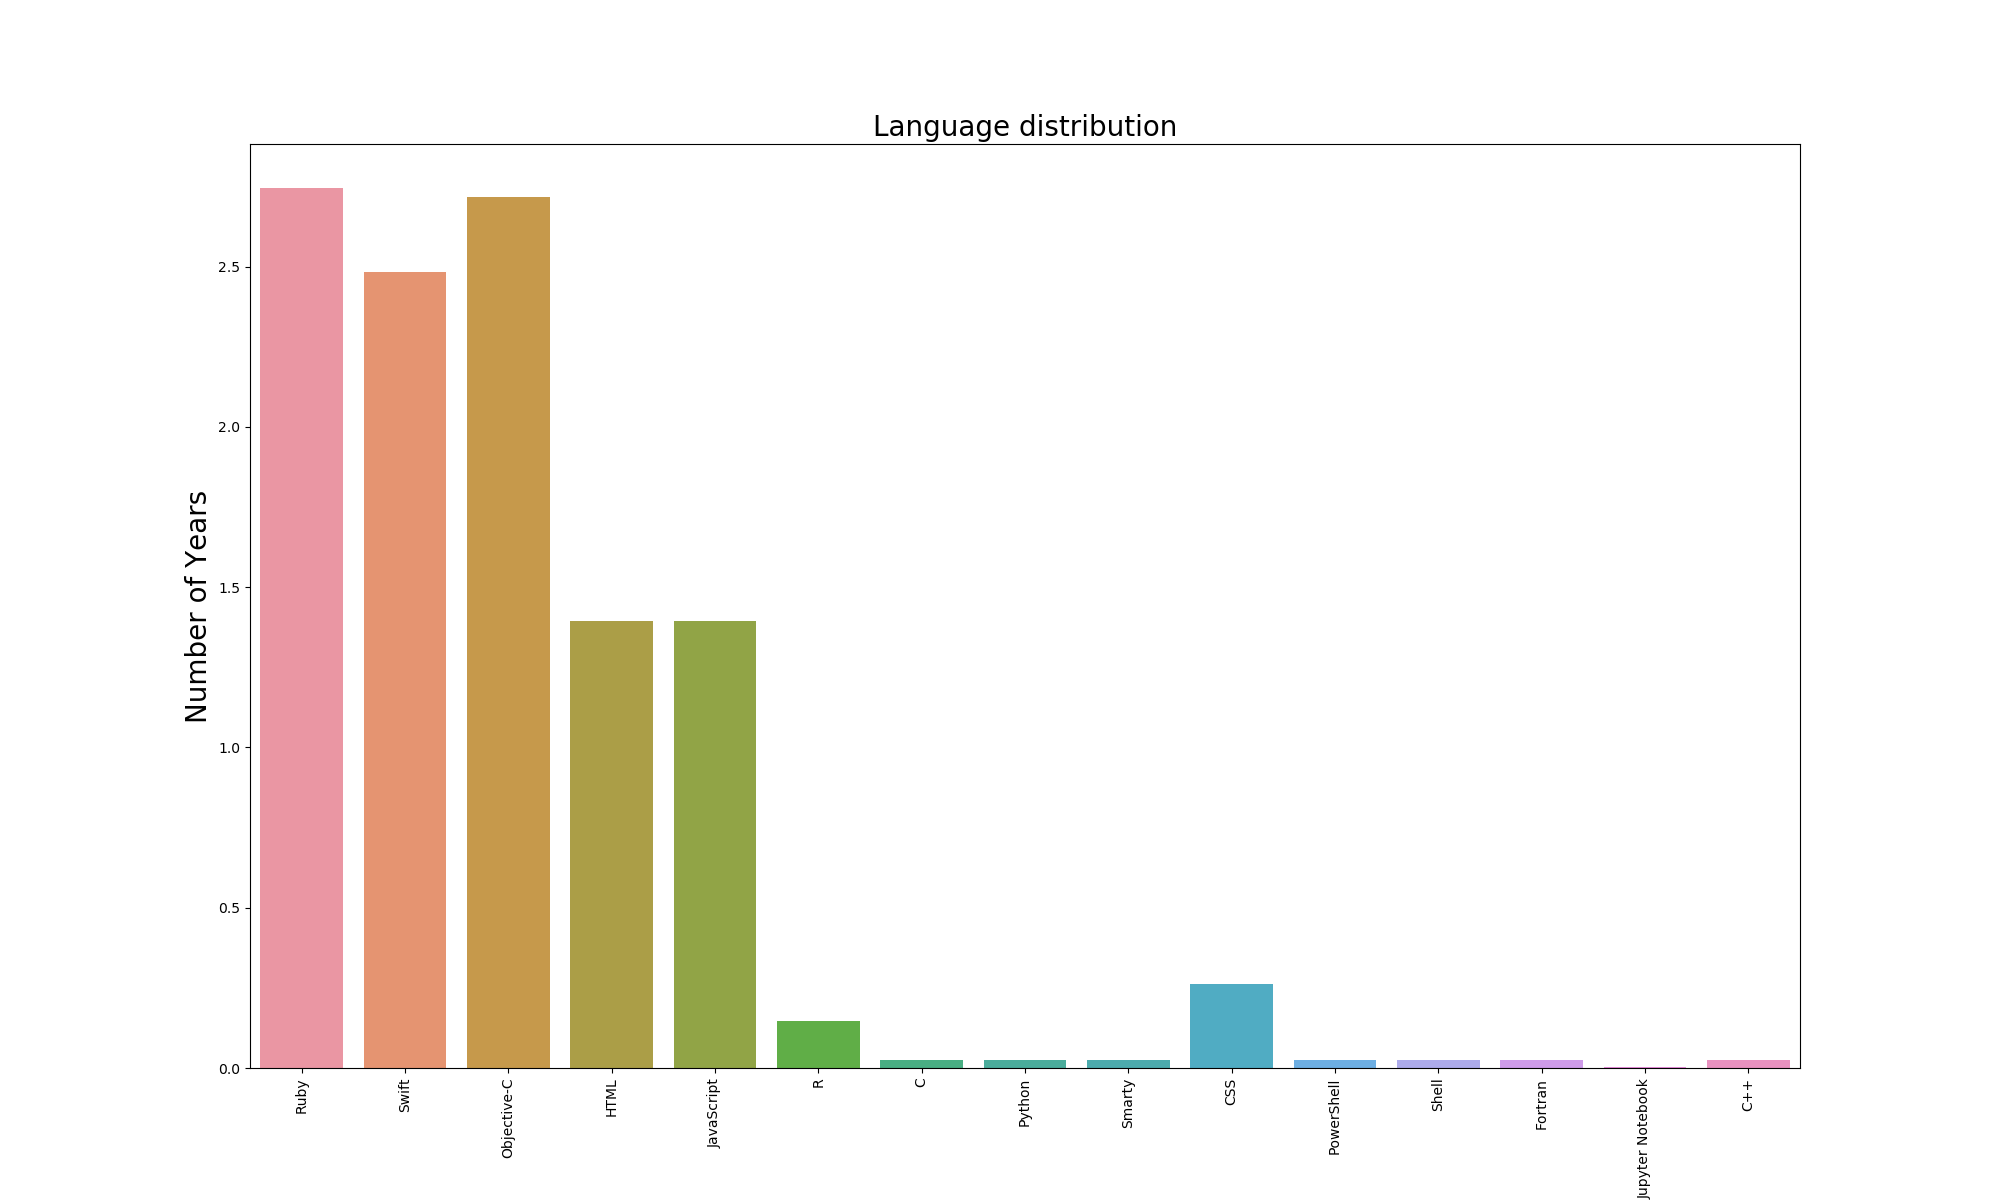 Language distribution
Number of Years
2.5
2.0
1.5
1.0
0.5
0.0
Ruby
Swift
Objective-C
HTML
JavaScript
R
C
Python
Smarty
CSS
PowerShell
Shell
Fortran
Jupyter Notebook
C++